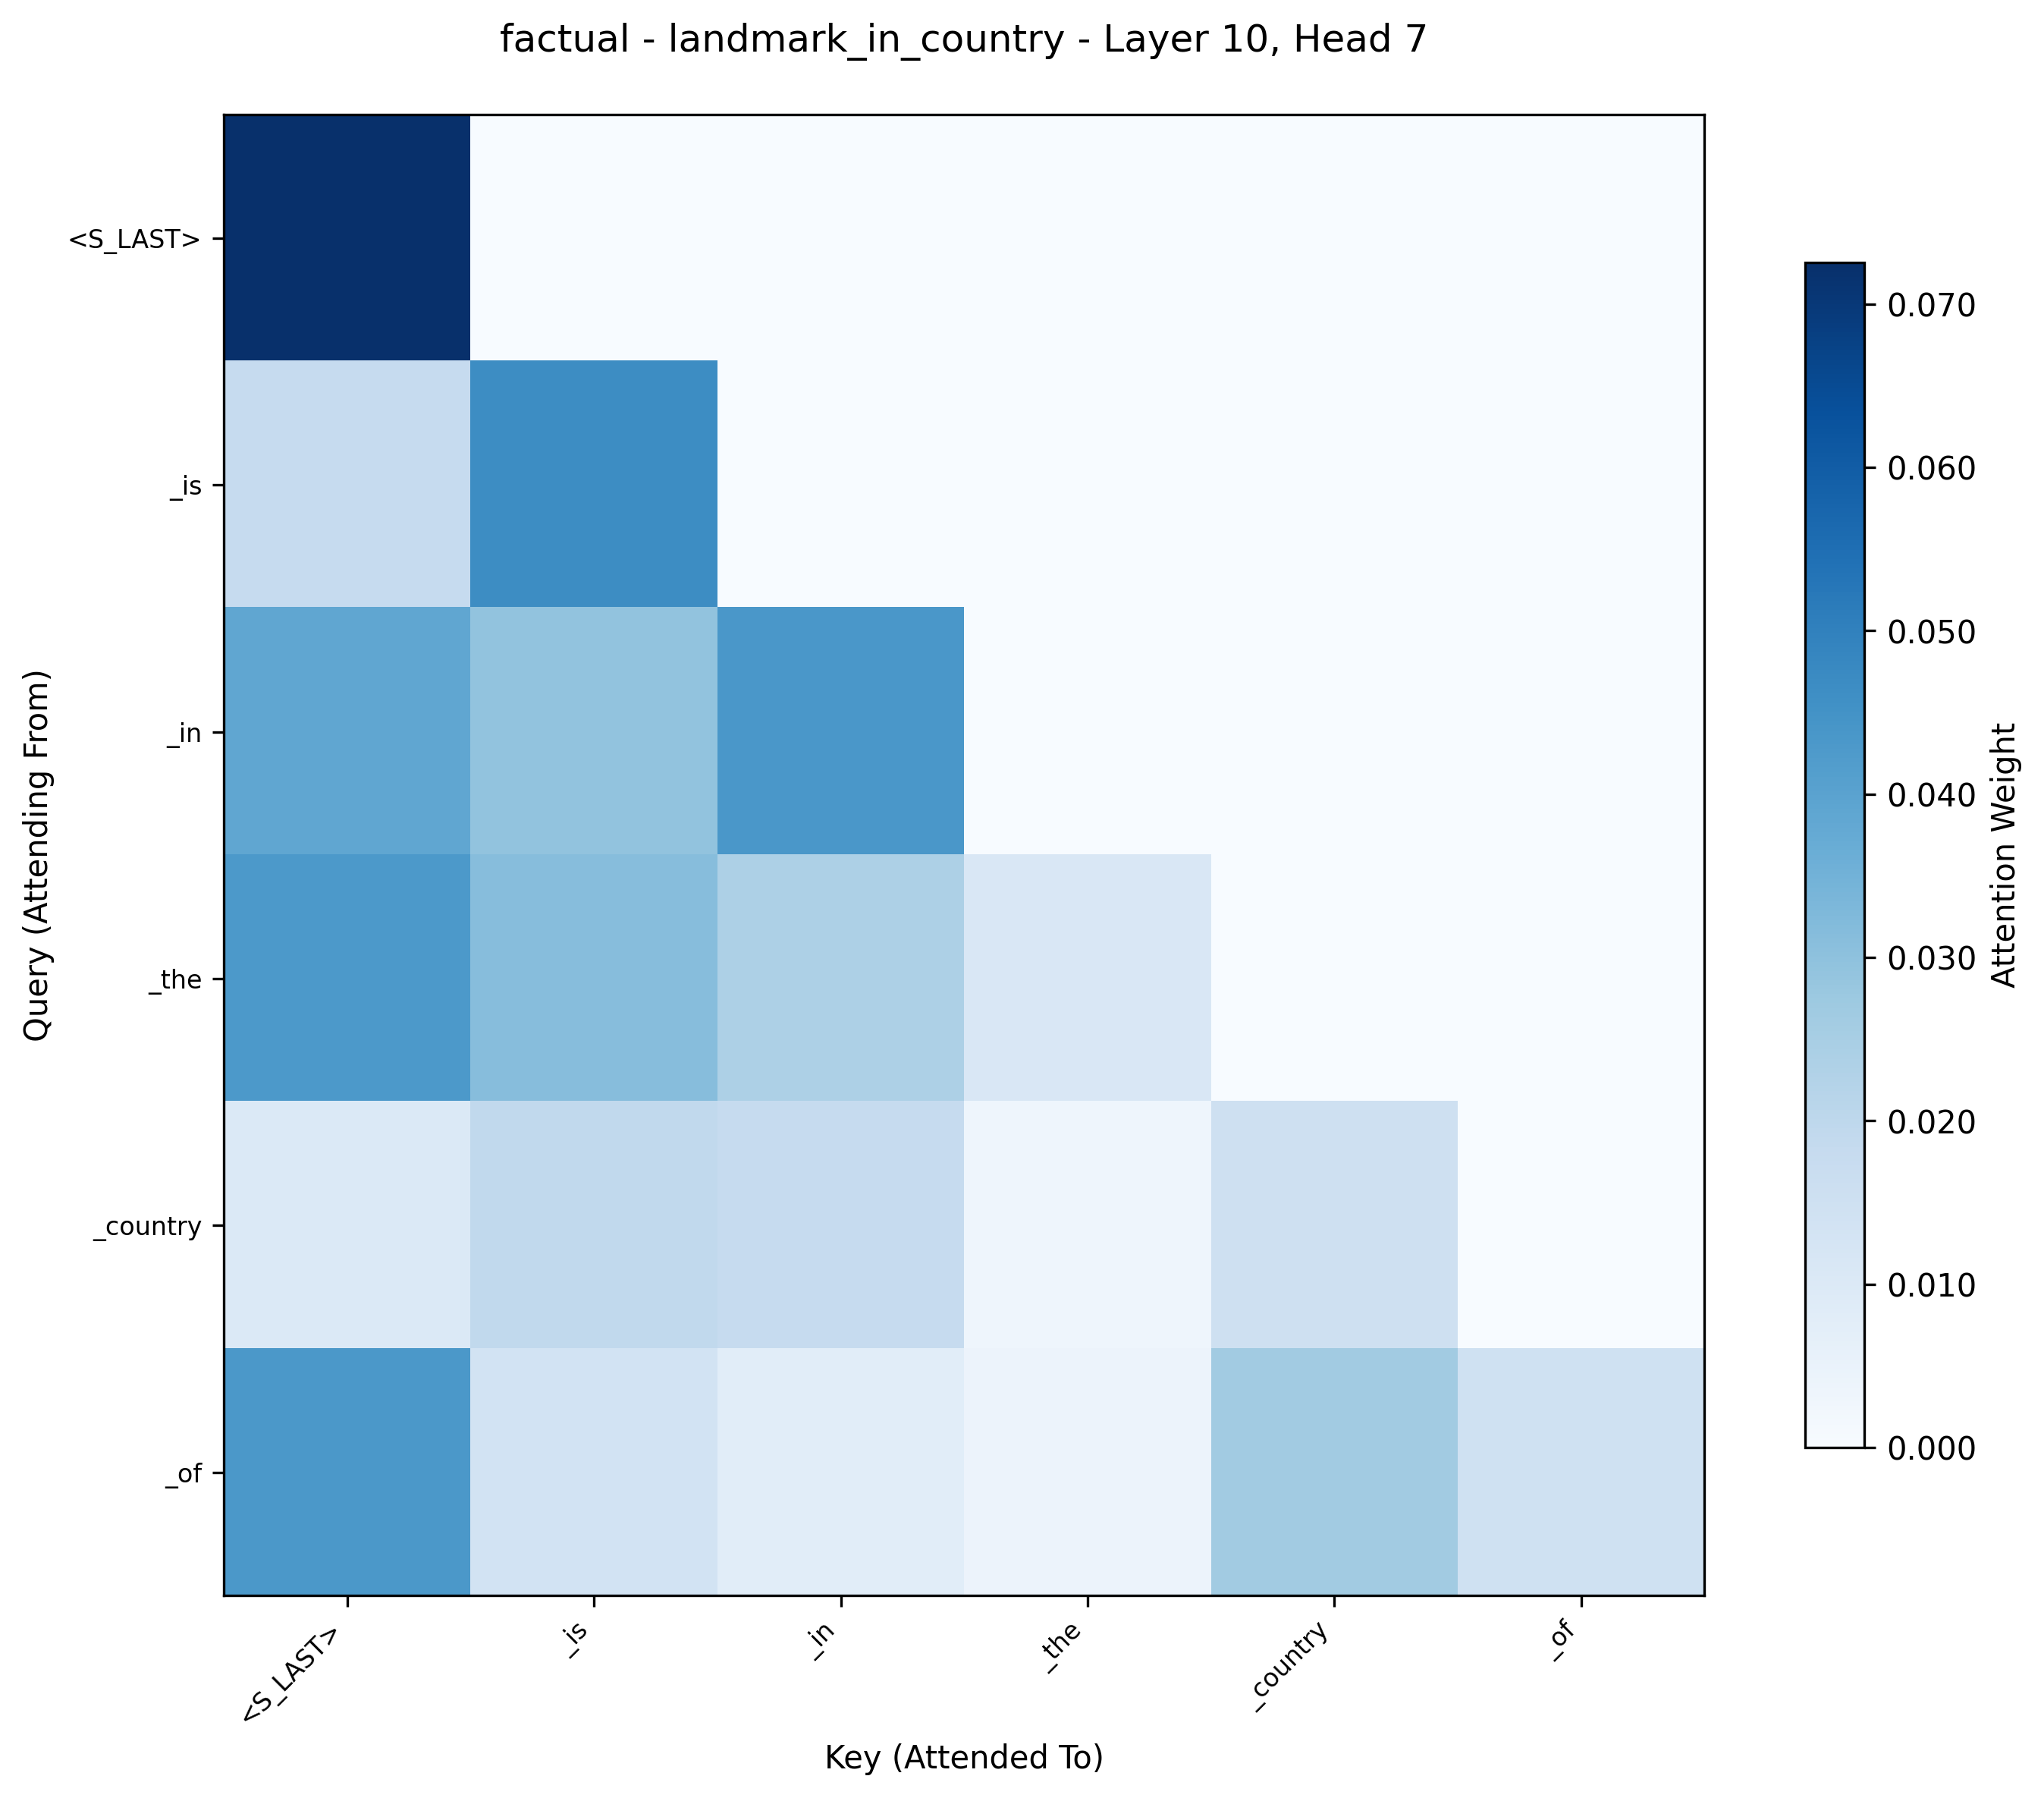 factual - landmark_in_country - Layer 10, Head 7
Query (Attending From)
<S_LAST>
_is
_in
_the
_country
_of
<S_LAST>
_is
_in
_the
_country
_of
Key (Attended To)
0.070
0.060
0.050
0.040
0.030
0.020
0.010
0.000
Attention Weight